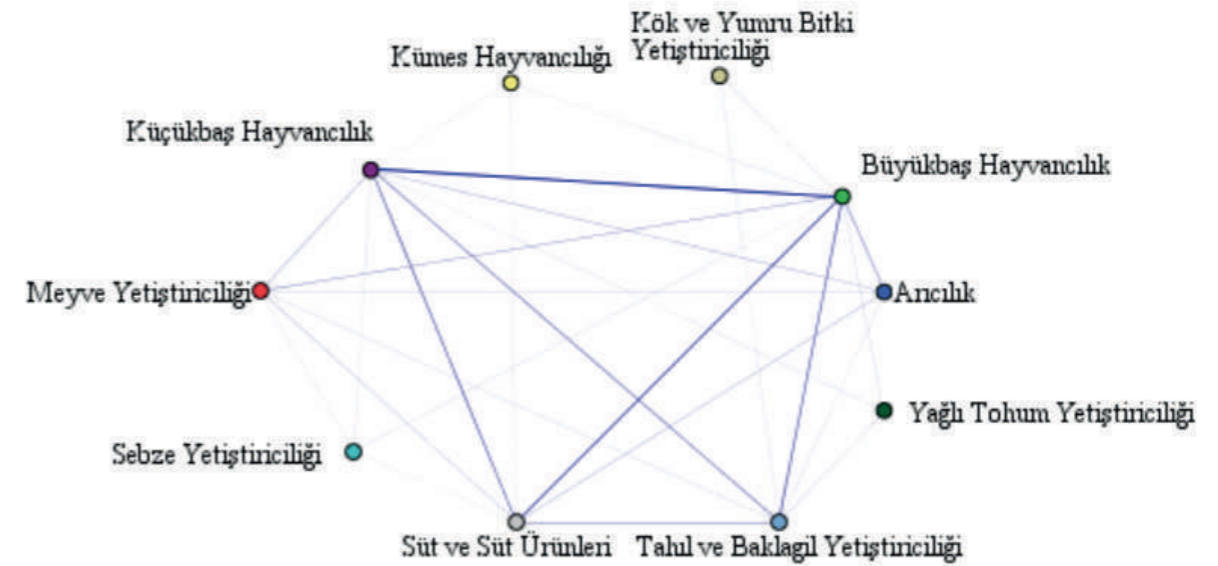 Kök ve Yumru Bitki
Yetiştiriciliği
Kümes Hayvancılığı
Küçükbaş Hayvancılık
Büyükbaş Hayvancılık
Meyve Yetiştiriciliği
Arıcılık
Yağlı Tohum Yetiştiriciliği
Sebze Yetiştiriciliği
Süt ve Süt Ürünleri
Tahıl ve Baklagil Yetiştiriciliği